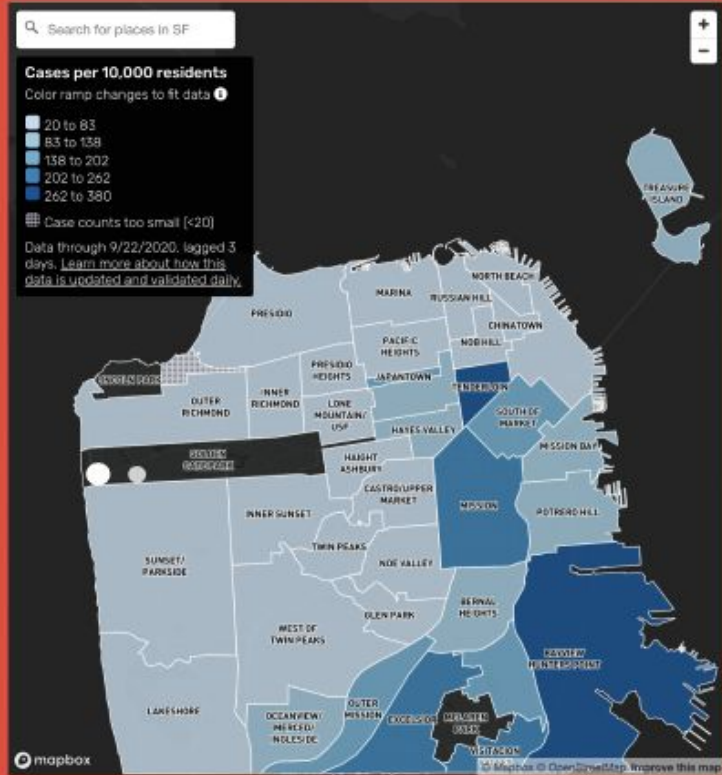 Search for places in SF
+
−
Cases per 10,000 residents
Color ramp changes to fit data
20 to 83
83 to 138
138 to 202
202 to 262
262 to 380
Case counts too small (<20)
Data through 9/22/2020. lagged 3
days. Learn more about how this
data is updated and validated daily.
TREASURE
ISLAND
NORTH BEACH
MARINA
RUSSIAN HILL
PRESIDIO
CHINATOWN
PACIFIC
HEIGHTS
NOB HILL
PRESIDIO
HEIGHTS
JAPANTOWN
LINCOLN PARK
TENDERLOIN
OUTER
RICHMOND
INNER
RICHMOND
LONE
MOUNTAIN/
USF
SOUTH OF
MARKET
HAYES VALLEY
MISSION BAY
GOLDEN
GATE PARK
HAIGHT
ASHBURY
CASTRO/UPPER
MARKET
INNER SUNSET
MISSION
POTRERO HILL
TWIN PEAKS
SUNSET/
PARKSIDE
NOE VALLEY
GLEN PARK
BERNAL
HEIGHTS
WEST OF
TWIN PEAKS
BAYVIEW
HUNTERS POINT
LAKESHORE
OUTER
MISSION
OCEANVIEW/
MERCED/
INGLESIDE
EXCELSIOR
MCLAREN
PARK
VISITACION
mapbox
© Mapbox © OpenStreetMap Improve this map